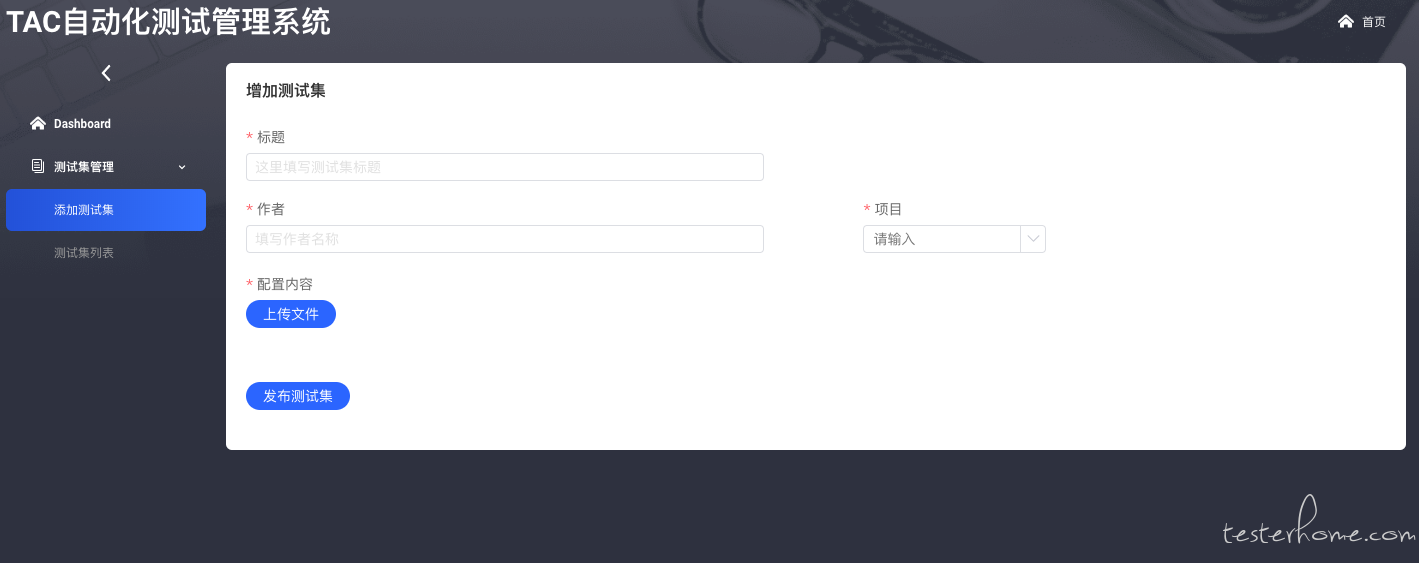 TAC自动化测试管理系统
首页
Dashboard
测试集管理
添加测试集
测试集列表
增加测试集
* 标题
这里填写测试集标题
* 作者
* 项目
填写作者名称
请输入
* 配置内容
上传文件
发布测试集
testerhome.com